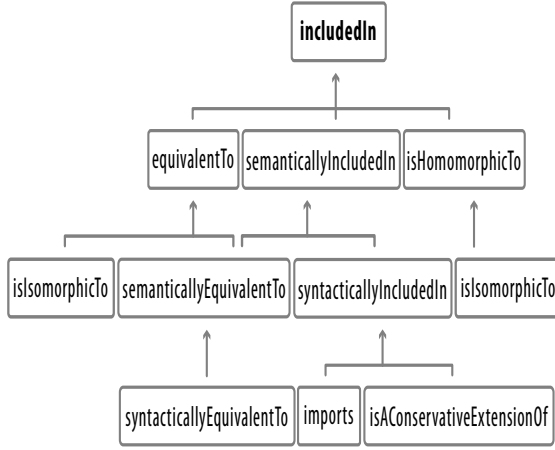 includedIn
equivalentTo
semanticallyIncludedIn
isHomomorphicTo
isIsomorphicTo
semanticallyEquivalentTo
syntacticallyIncludedIn
isIsomorphicTo
syntacticallyEquivalentTo
imports
isAConservativeExtensionOf